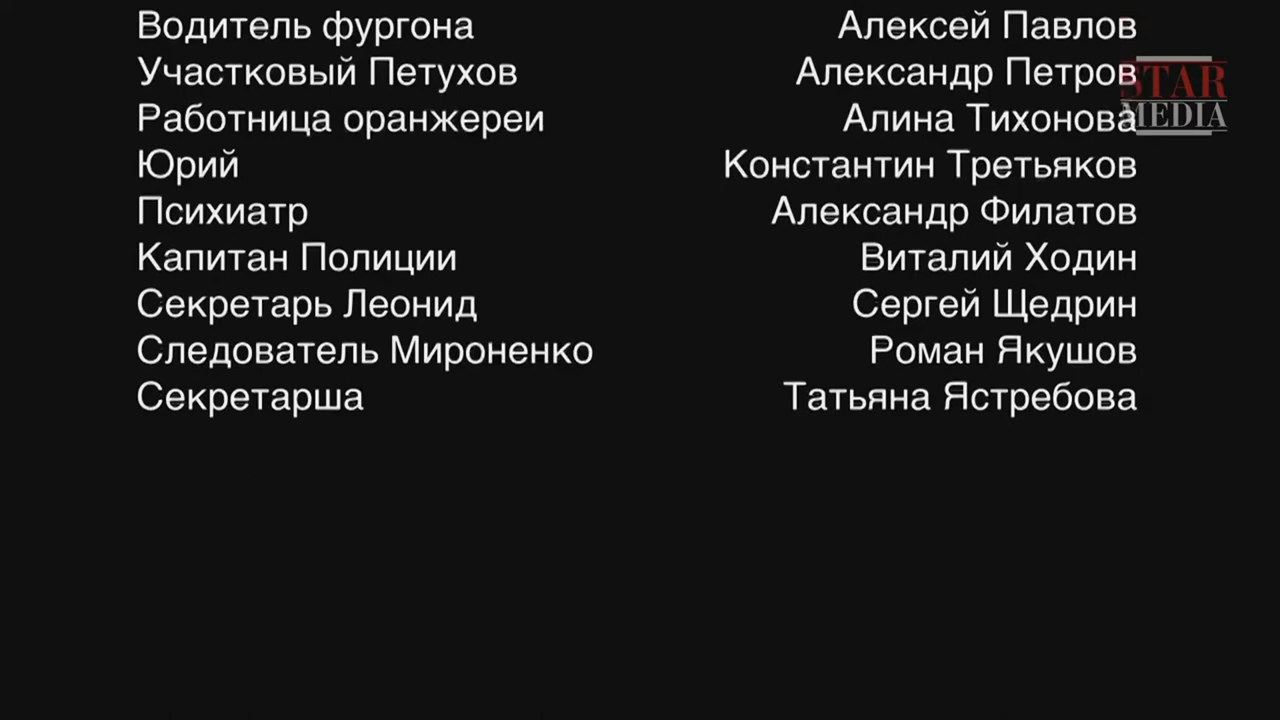 Водитель фургона Алексей Павлов
Участковый Петухов Александр Петров
Работница оранжереи Алина Тихонова
Юрий Константин Третьяков
Психиатр Александр Филатов
Капитан Полиции Виталий Ходин
Секретарь Леонид Сергей Щедрин
Следователь Мироненко Роман Якушов
Секретарша Татьяна Ястребова
STAR
MEDIA